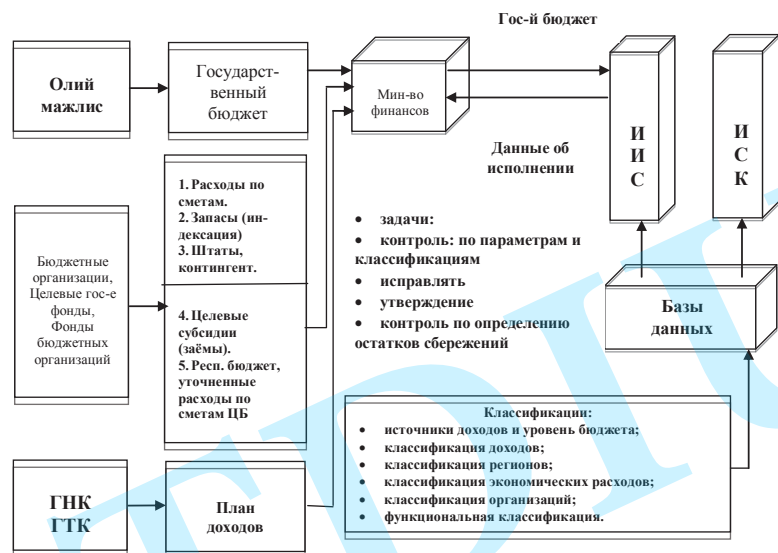 Гос-й бюджет
Олий
мажлис
Государст-
венный
бюджет
Мин-во
финансов
И
И
С
И
С
К
Данные об
исполнении
1. Расходы по
сметам.
2. Запасы (ин-
дексация)
3. Штаты,
контингент.
4. Целевые
субсидии
(заёмы).
5. Респ. бюджет,
уточненные
расходы по
сметам ЦБ
Бюджетные
организации,
Целевые гос-е
фонды,
Фонды
бюджетных
организаций
• задачи:
• контроль: по параметрам и
классификациям
• исправлять
• утверждение
• контроль по определению
остатков сбережений
Базы
данных
Классификации:
• источники доходов и уровень бюджета;
• классификация доходов;
• классификация регионов;
• классификация экономических расходов;
• классификация организаций;
• функциональная классификация.
ГНК
ГТК
План
доходов
TDIU